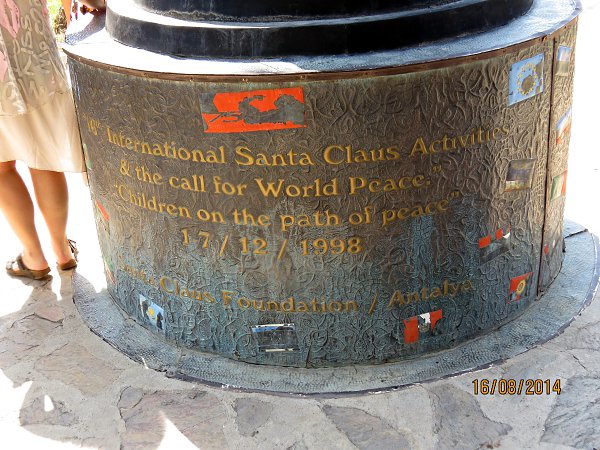 "6th International Santa Claus Activities
& the call for World Peace."
"Children on the path of peace"
17/12/1998
Santa Claus Foundation / Antalya
16/08/2014